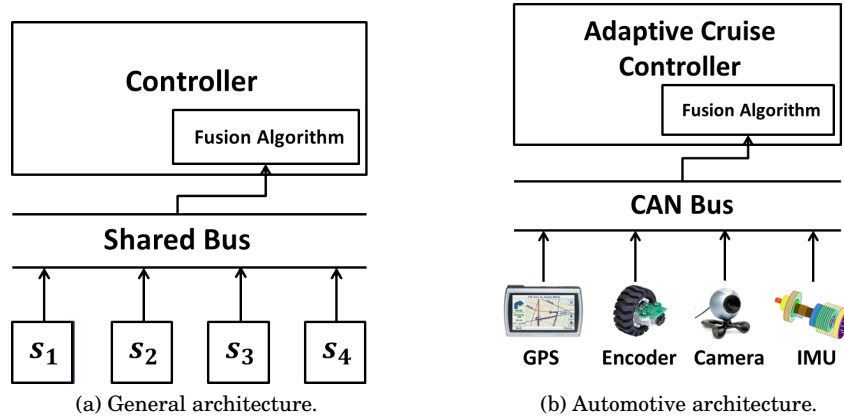 Controller
Fusion Algorithm
Shared Bus
s₁
s₂
s₃
s₄
(a) General architecture.
Adaptive Cruise
Controller
Fusion Algorithm
CAN Bus
GPS
Encoder
Camera
IMU
(b) Automotive architecture.